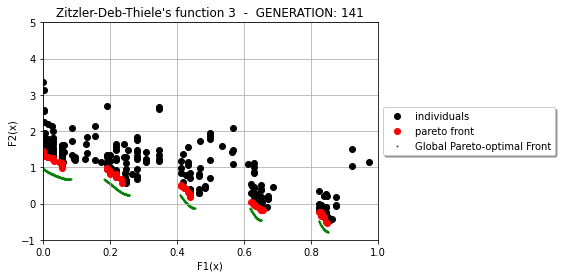 Zitzler-Deb-Thiele's function 3 - GENERATION: 141
F2(x)
5
4
3
2
1
0
−1
0.0 0.2 0.4 0.6 0.8 1.0
F1(x)
individuals
pareto front
Global Pareto-optimal Front